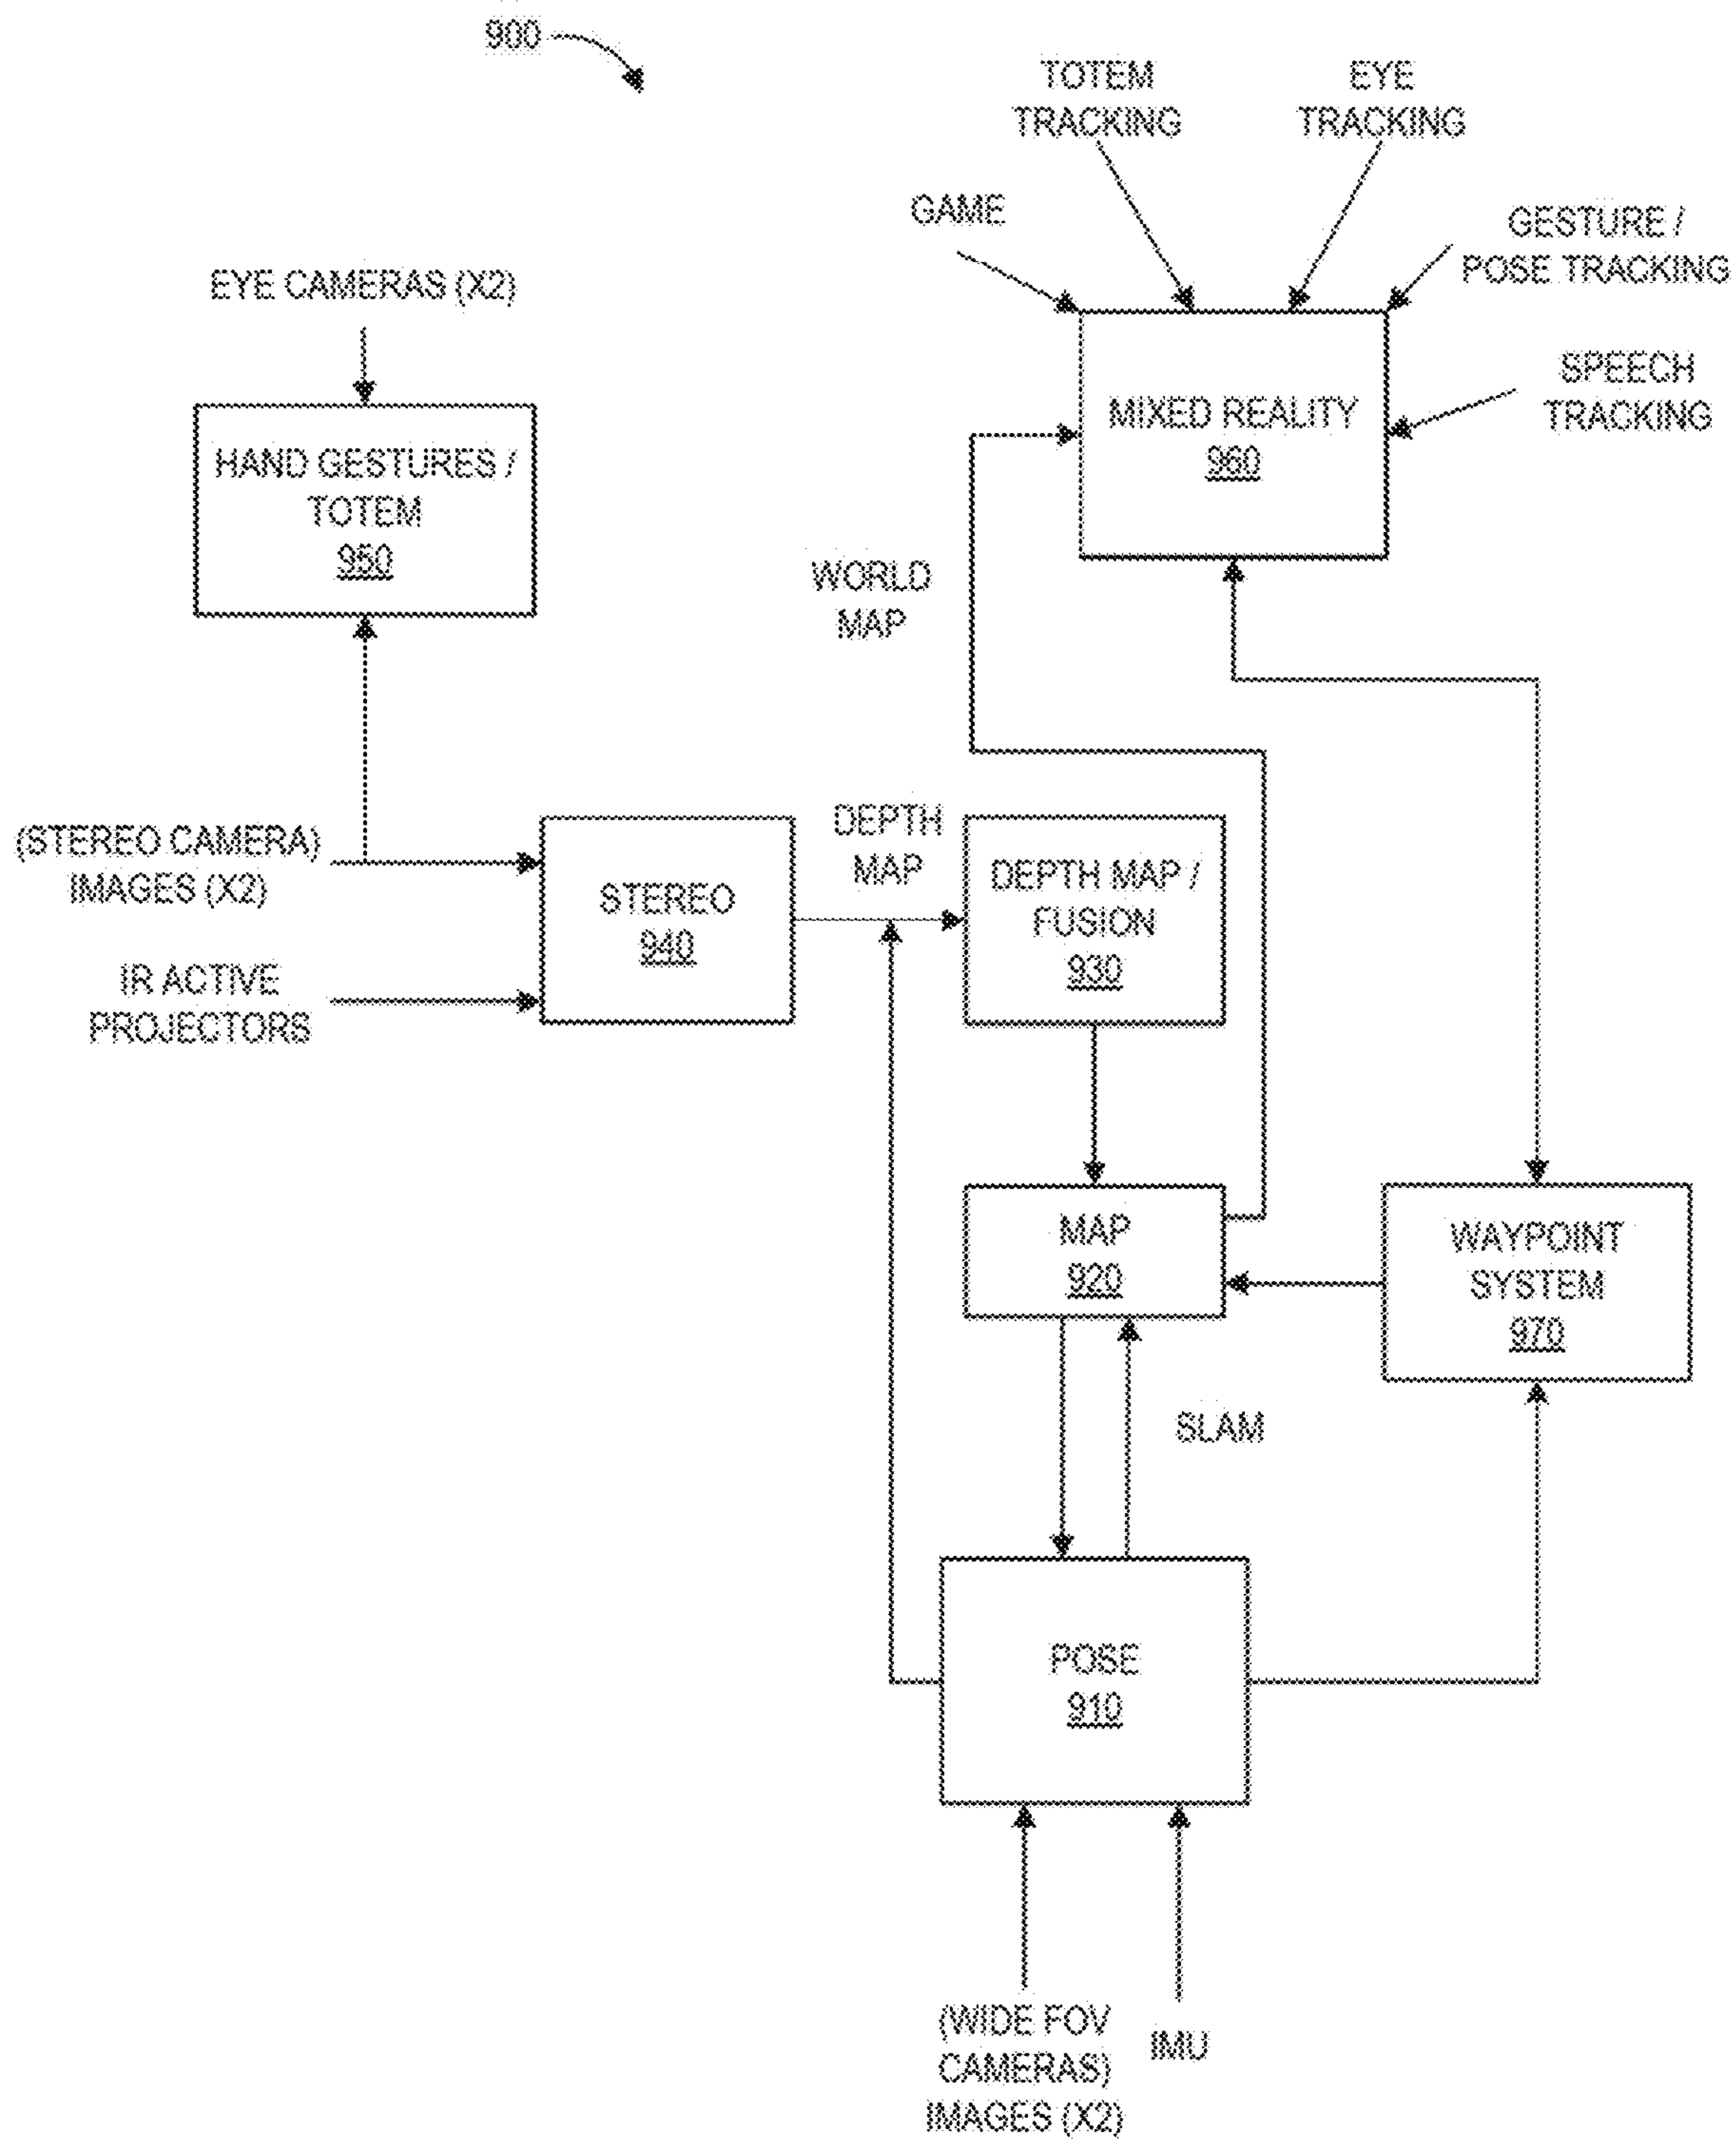 900
TOTEM
TRACKING
EYE
TRACKING
GAME
GESTURE /
POSE TRACKING
EYE CAMERAS (X2)
SPEECH
TRACKING
MIXED REALITY
960
HAND GESTURES /
TOTEM
950
WORLD
MAP
(STEREO CAMERA)
IMAGES (X2)
STEREO
940
DEPTH
MAP
DEPTH MAP /
FUSION
930
IR ACTIVE
PROJECTORS
MAP
920
WAYPOINT
SYSTEM
970
SLAM
POSE
910
(WIDE FOV
CAMERAS)
IMAGES (X2)
IMU